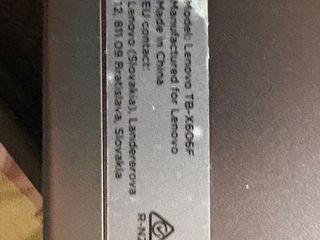 Model: Lenovo TB-X606F
Manufactured for Lenovo
Made in China
EU contact:
Lenovo (Slovakia), Landererova
12, 811 09 Bratislava, Slovakia
R-NZ